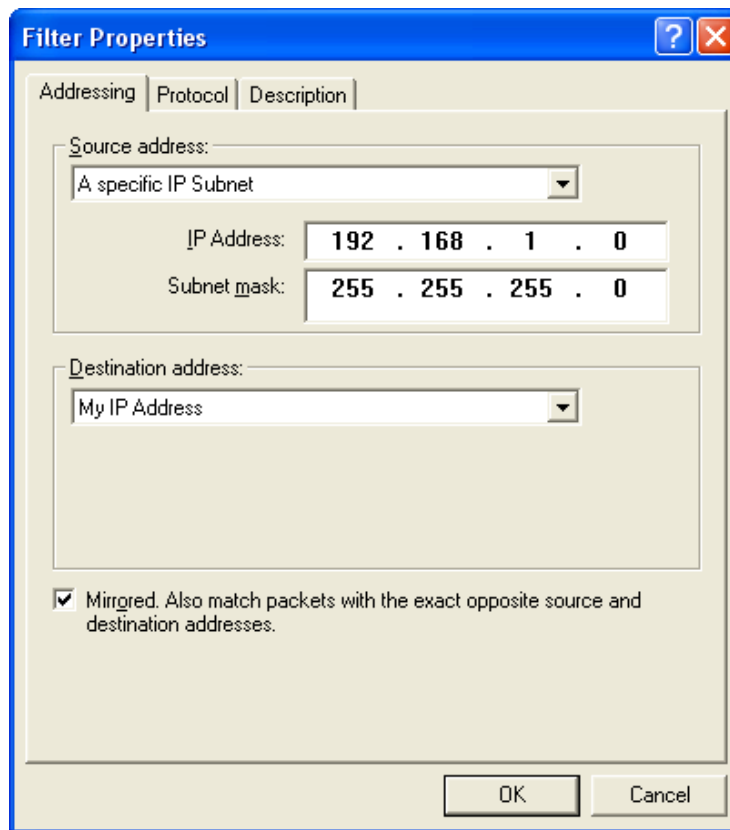 Filter Properties
Addressing Protocol Description
Source address:
A specific IP Subnet
IP Address: 192 . 168 . 1 . 0
Subnet mask: 255 . 255 . 255 . 0
Destination address:
My IP Address
Mirrored. Also match packets with the exact opposite source and
destination addresses.
OK Cancel